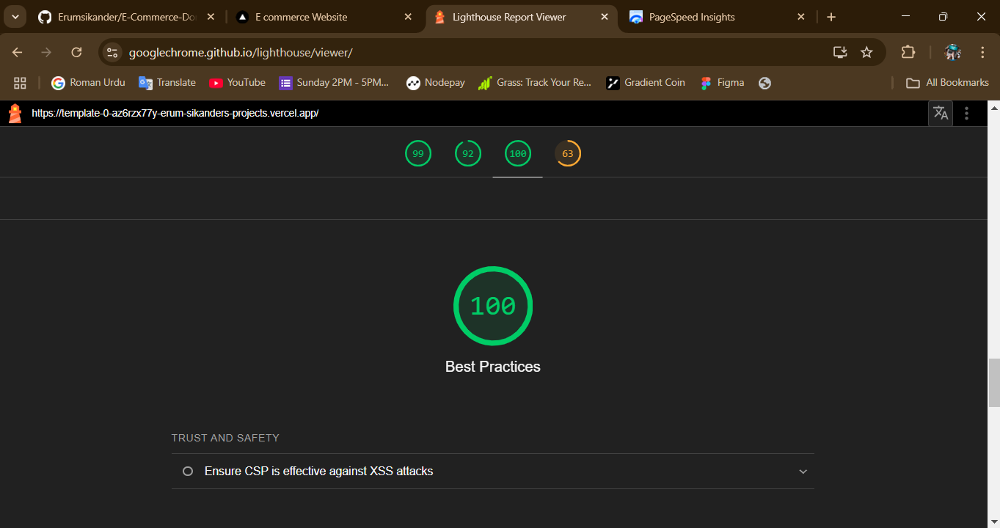 Erumsikander/E-Commerce-Do
E commerce Website
Lighthouse Report Viewer
PageSpeed Insights
googlechrome.github.io/lighthouse/viewer/
Roman Urdu
Translate
YouTube
Sunday 2PM - 5PM...
Nodepay
Grass: Track Your Re...
Gradient Coin
Figma
All Bookmarks
https://template-0-az6rzx77y-erum-sikanders-projects.vercel.app/
99
92
100
63
100
Best Practices
TRUST AND SAFETY
Ensure CSP is effective against XSS attacks